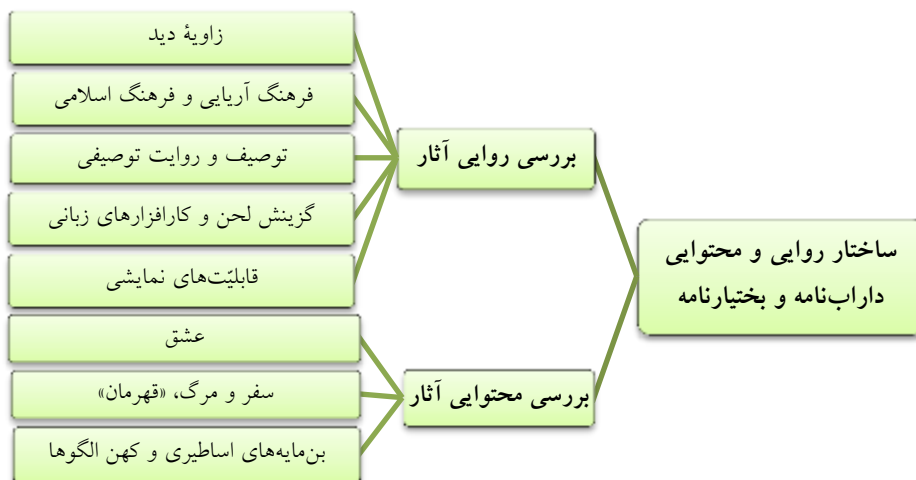 ساختار روایی و محتوایی
داراب‌نامه و بختیارنامه
بررسی روایی آثار
زاویۀ دید
فرهنگ آریایی و فرهنگ اسلامی
توصیف و روایت توصیفی
گزینش لحن و کارافزارهای زبانی
قابلیّت‌های نمایشی
بررسی محتوایی آثار
عشق
سفر و مرگ، «قهرمان»
بن‌مایه‌های اساطیری و کهن الگوها